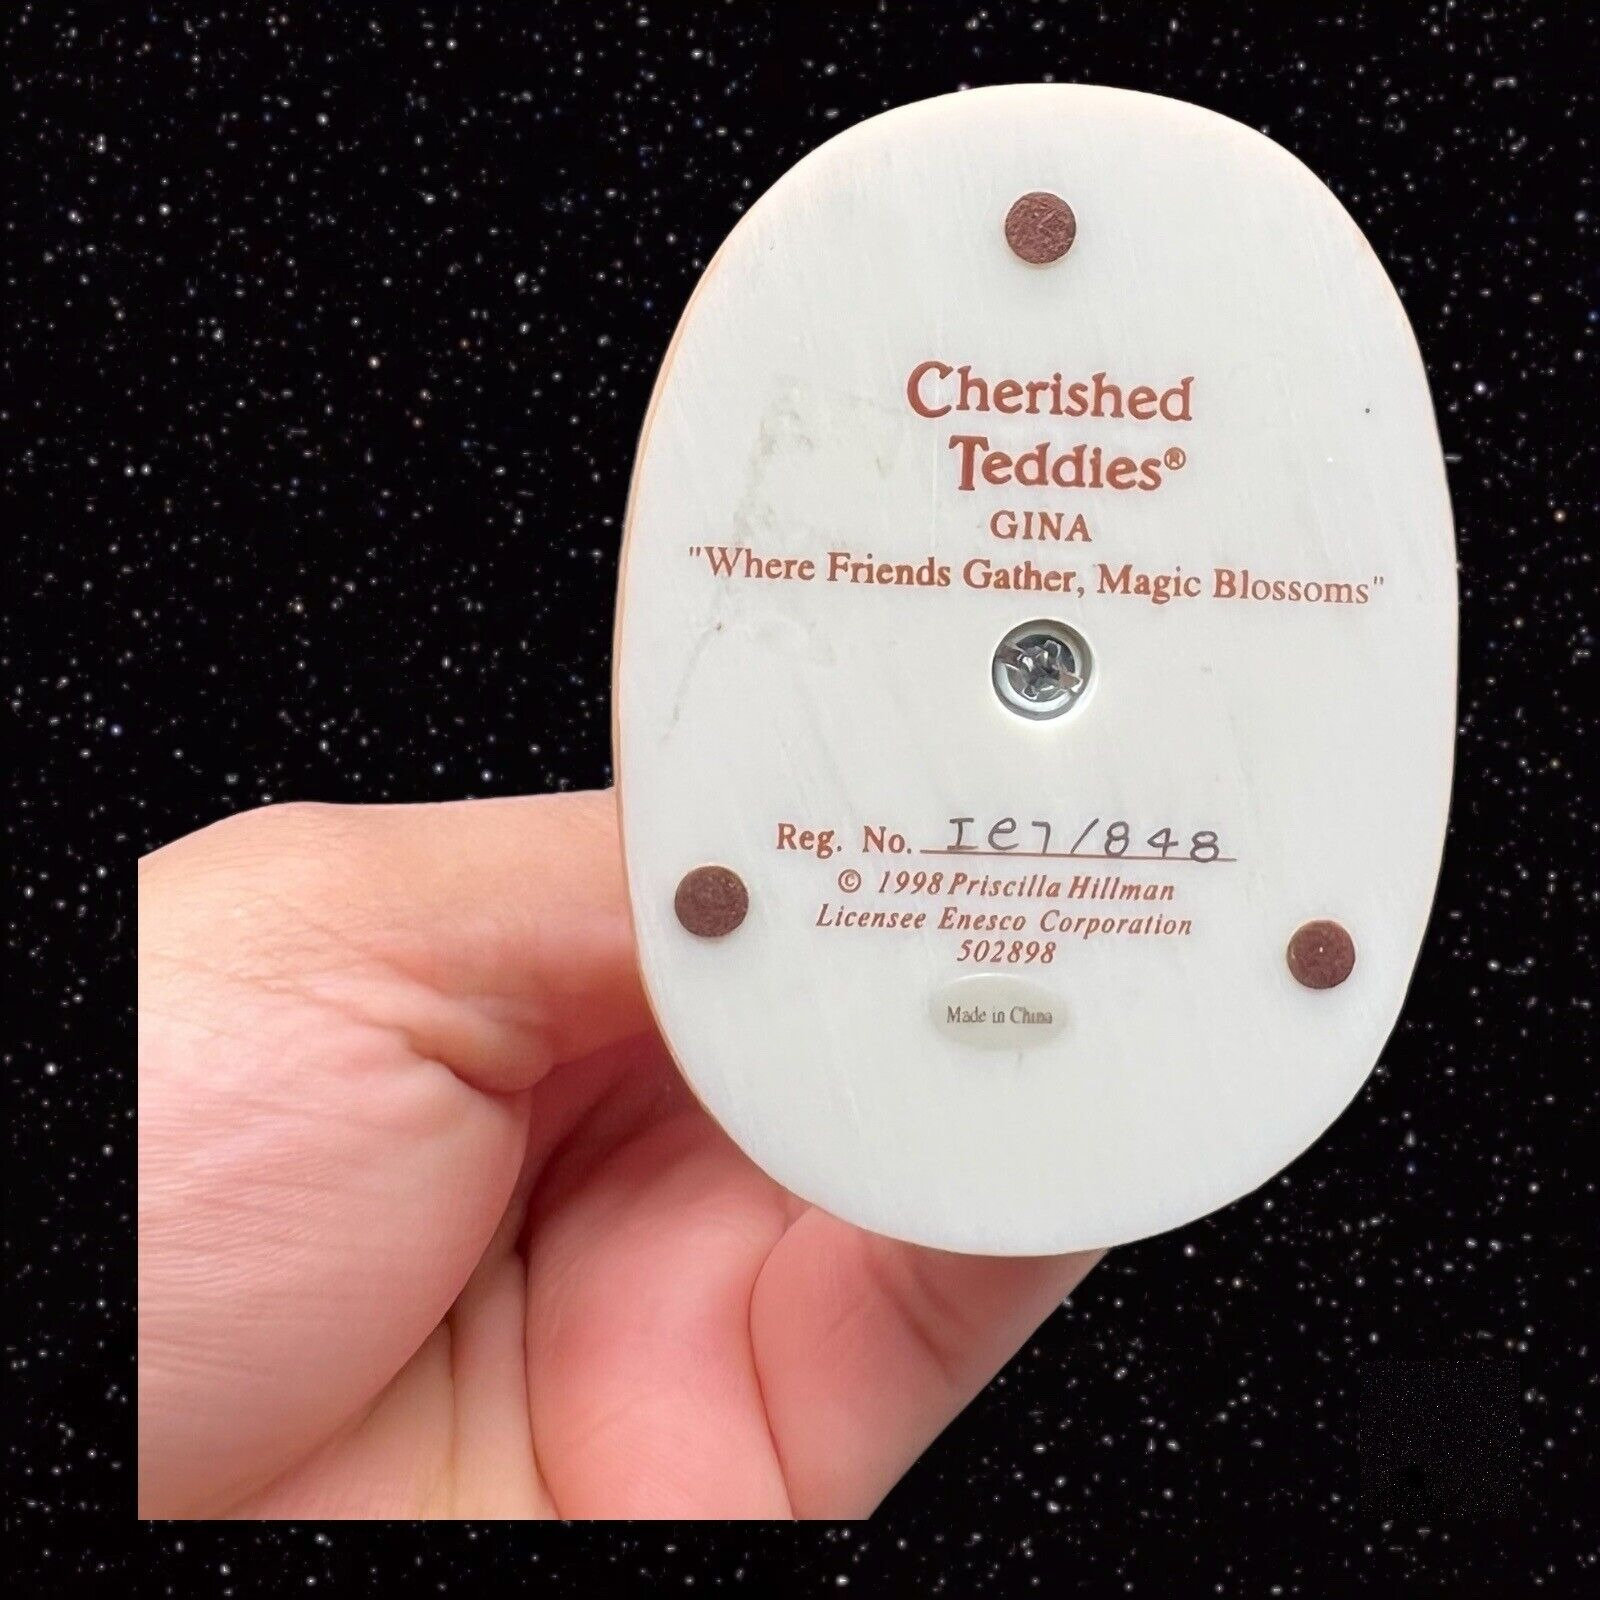 Cherished
Teddies®
GINA
"Where Friends Gather, Magic Blossoms"
Reg. No. IE7/848
© 1998 Priscilla Hillman
Licensee Enesco Corporation
502898
Made in China